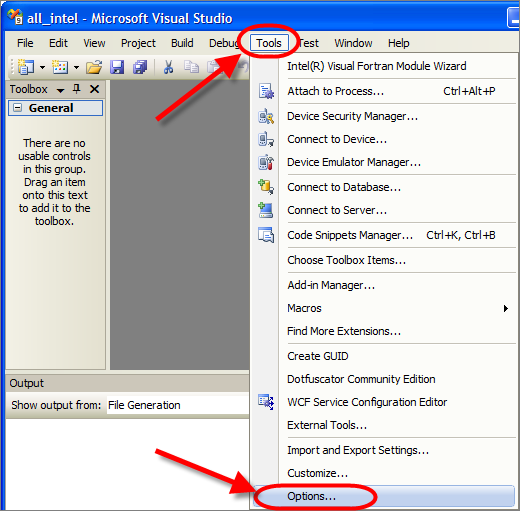 all_intel - Microsoft Visual Studio
File Edit View Project Build Debug Tools Test Window Help
Toolbox
General
There are no
usable controls
in this group.
Drag an item
onto this text
to add it to the
toolbox.
Intel(R) Visual Fortran Module Wizard
Attach to Process... Ctrl+Alt+P
Device Security Manager...
Connect to Device...
Device Emulator Manager...
Connect to Database...
Connect to Server...
Code Snippets Manager... Ctrl+K, Ctrl+B
Choose Toolbox Items...
Add-in Manager...
Macros
Find More Extensions...
Create GUID
Dotfuscator Community Edition
WCF Service Configuration Editor
External Tools...
Import and Export Settings...
Customize...
Options...
Output
Show output from: File Generation